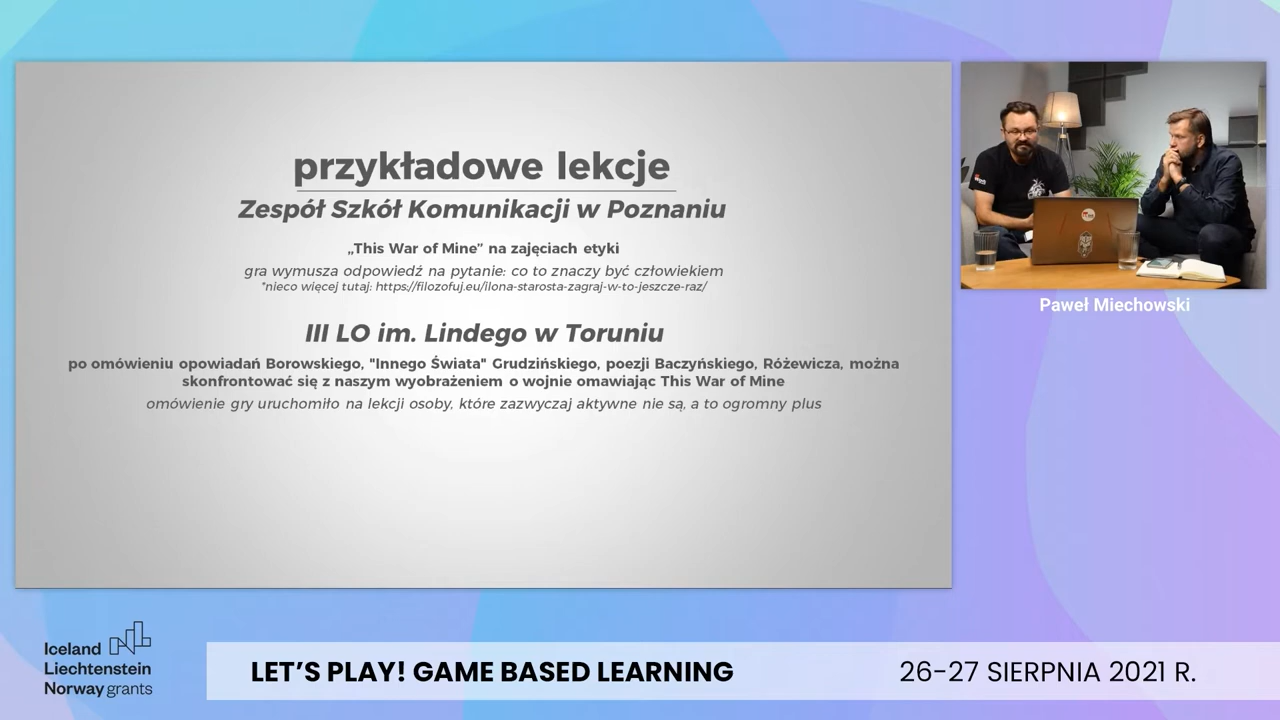 przykładowe lekcje
Zespół Szkół Komunikacji w Poznaniu
„This War of Mine” na zajęciach etyki
gra wymusza odpowiedź na pytanie: co to znaczy być człowiekiem
*nieco więcej tutaj: https://filozofuj.eu/ilona-starosta-zagraj-w-to-jeszcze-raz/
III LO im. Lindego w Toruniu
po omówieniu opowiadań Borowskiego, "Innego Świata" Grudzińskiego, poezji Baczyńskiego, Różewicza, można
skonfrontować się z naszym wyobrażeniem o wojnie omawiając This War of Mine
omówienie gry uruchomiło na lekcji osoby, które zazwyczaj aktywne nie są, a to ogromny plus
Paweł Miechowski
Iceland
Liechtenstein
Norway grants
LET’S PLAY! GAME BASED LEARNING
26-27 SIERPNIA 2021 R.